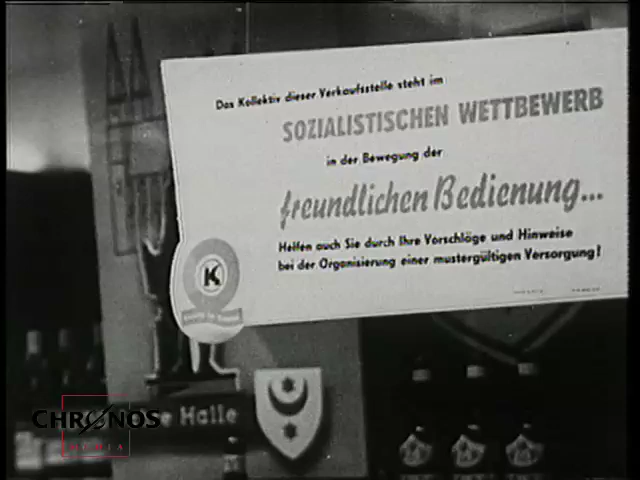 Das Kollektiv dieser Verkaufsstelle steht im
SOZIALISTISCHEN WETTBEWERB
in der Bewegung der
freundlichen Bedienung...
Helfen auch Sie durch Ihre Vorschläge und Hinweise
bei der Organisierung einer mustergültigen Versorgung!
K
CHRONOS
MEDIA
e Halle